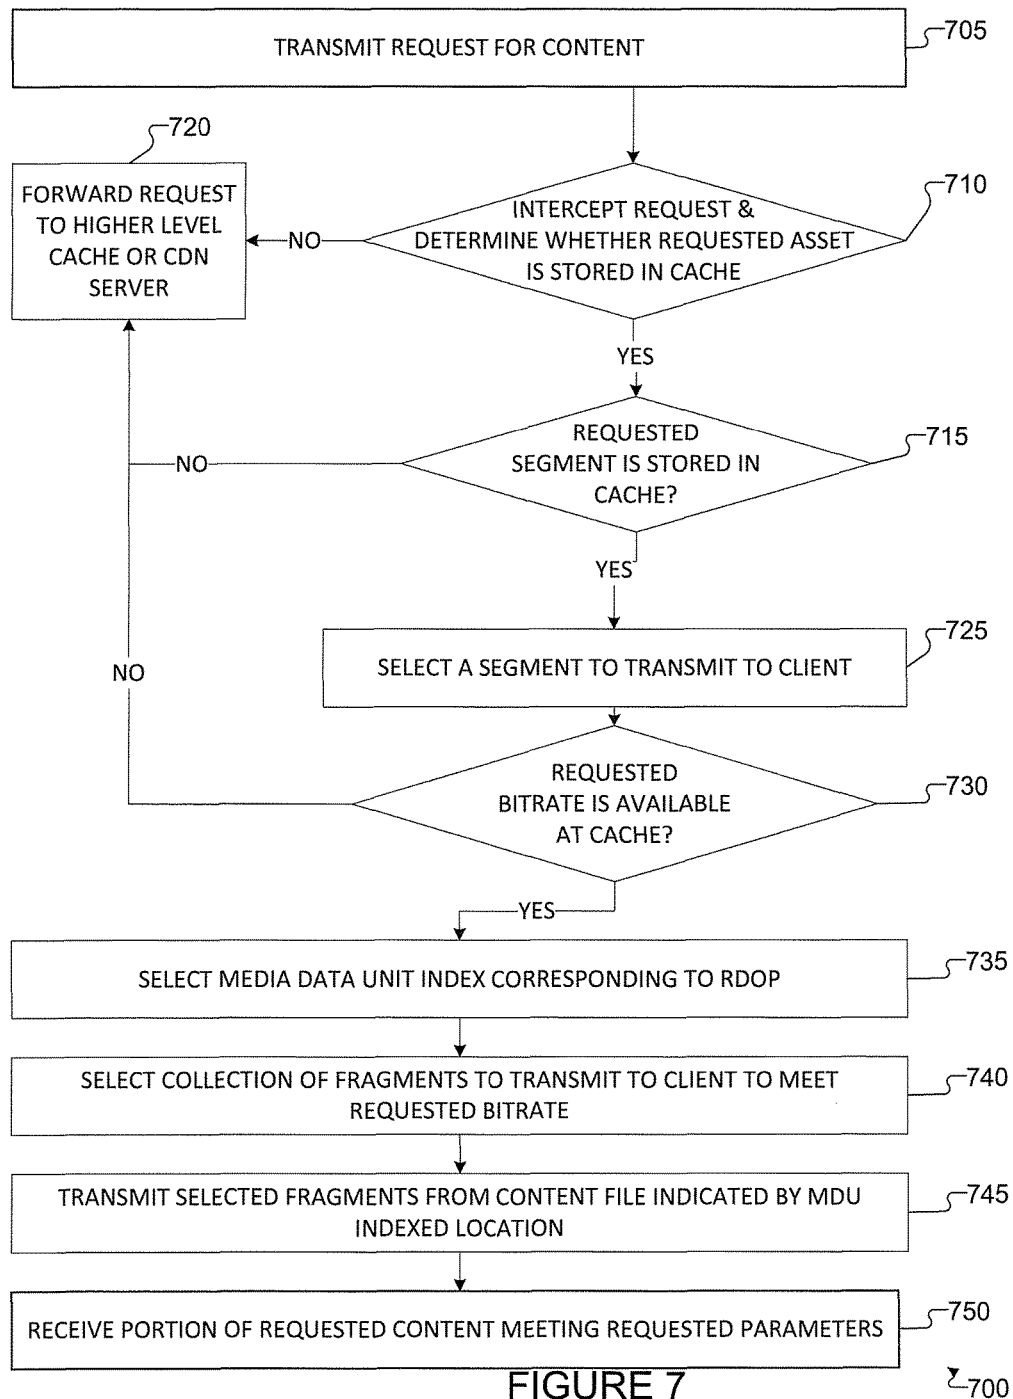 TRANSMIT REQUEST FOR CONTENT
705
720
FORWARD REQUEST
TO HIGHER LEVEL
CACHE OR CDN
SERVER
NO
INTERCEPT REQUEST &
DETERMINE WHETHER REQUESTED ASSET
IS STORED IN CACHE
710
YES
REQUESTED
SEGMENT IS STORED IN
CACHE?
715
NO
YES
SELECT A SEGMENT TO TRANSMIT TO CLIENT
725
NO
REQUESTED
BITRATE IS AVAILABLE
AT CACHE?
730
YES
SELECT MEDIA DATA UNIT INDEX CORRESPONDING TO RDOP
735
SELECT COLLECTION OF FRAGMENTS TO TRANSMIT TO CLIENT TO MEET
REQUESTED BITRATE
740
TRANSMIT SELECTED FRAGMENTS FROM CONTENT FILE INDICATED BY MDU
INDEXED LOCATION
745
RECEIVE PORTION OF REQUESTED CONTENT MEETING REQUESTED PARAMETERS
750
FIGURE 7
700